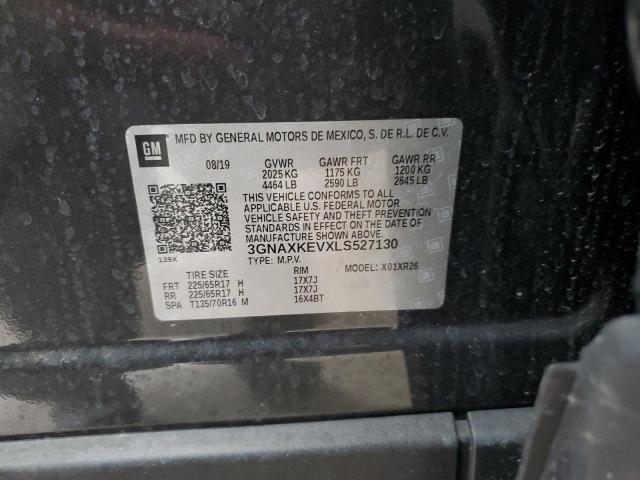 GM MFD BY GENERAL MOTORS DE MEXICO, S. DE R.L. DE C.V.
08/19 GVWR GAWR FRT GAWR RR
2025 KG 1175 KG 1200 KG
4464 LB 2590 LB 2645 LB
THIS VEHICLE CONFORMS TO ALL
APPLICABLE U.S. FEDERAL MOTOR
VEHICLE SAFETY AND THEFT PREVENTION
STANDARDS IN EFFECT ON THE DATE OF
MANUFACTURE SHOWN ABOVE.
3GNAXKEVXLS527130
139X TYPE: M.P.V. MODEL: X01XR26
TIRE SIZE RIM
FRT 225/65R17 H 17X7J
RR 225/65R17 H 17X7J
SPA T135/70R16 M 16X4BT